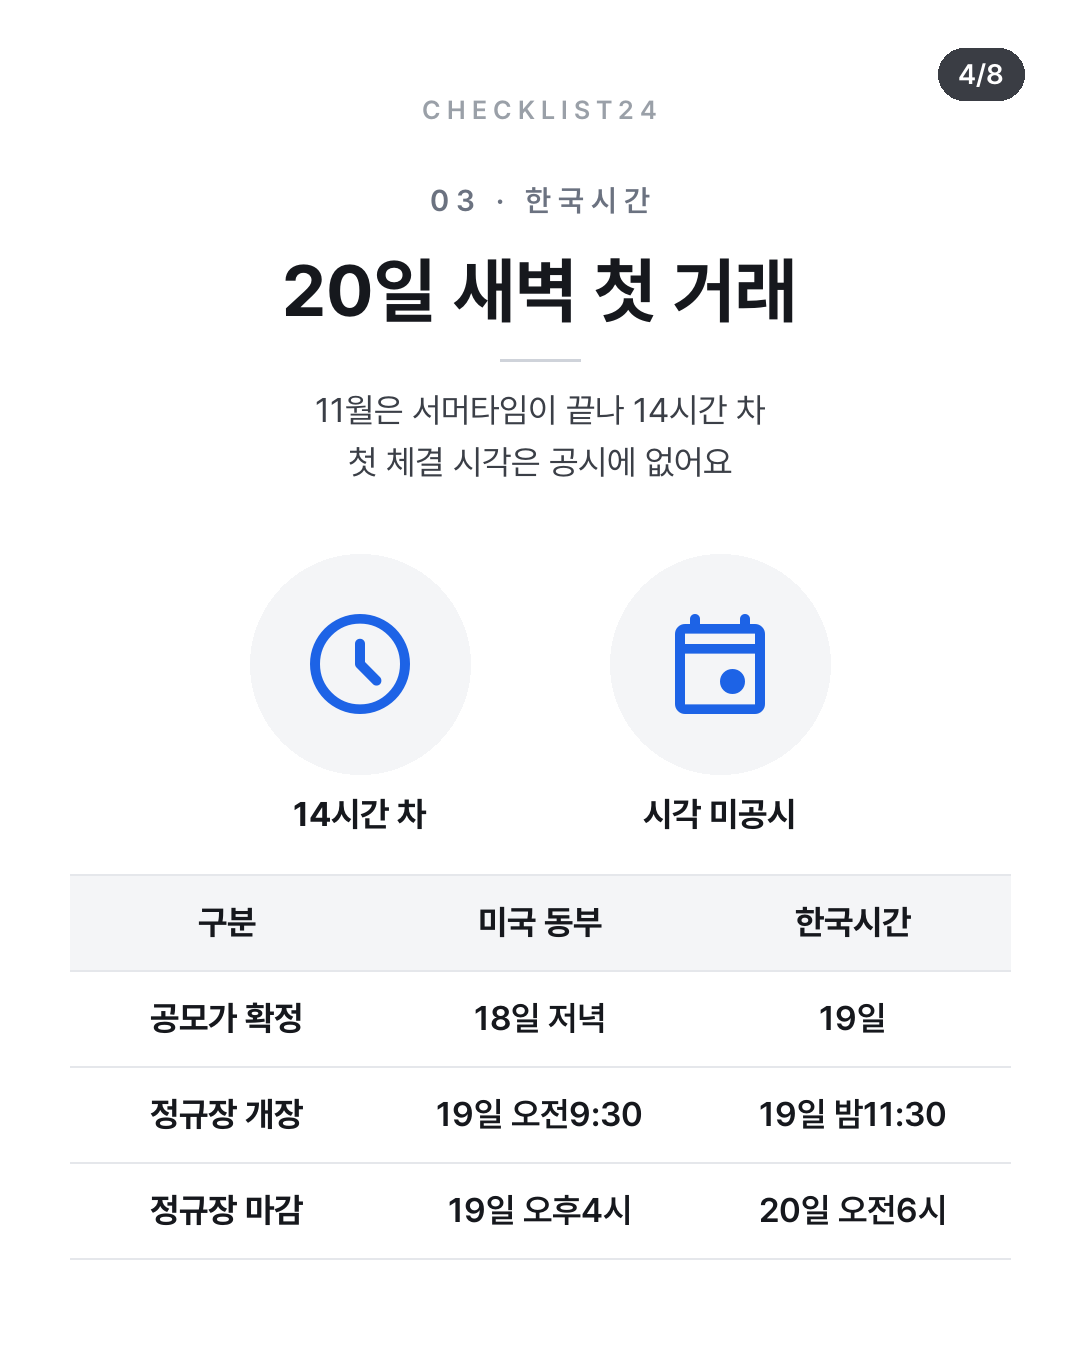 4/8
CHECKLIST24
03 · 한국시간
20일 새벽 첫 거래
11월은 서머타임이 끝나 14시간 차
첫 체결 시각은 공시에 없어요
14시간 차 시각 미공시
구분 미국 동부 한국시간
공모가 확정 18일 저녁 19일
정규장 개장 19일 오전9:30 19일 밤11:30
정규장 마감 19일 오후4시 20일 오전6시